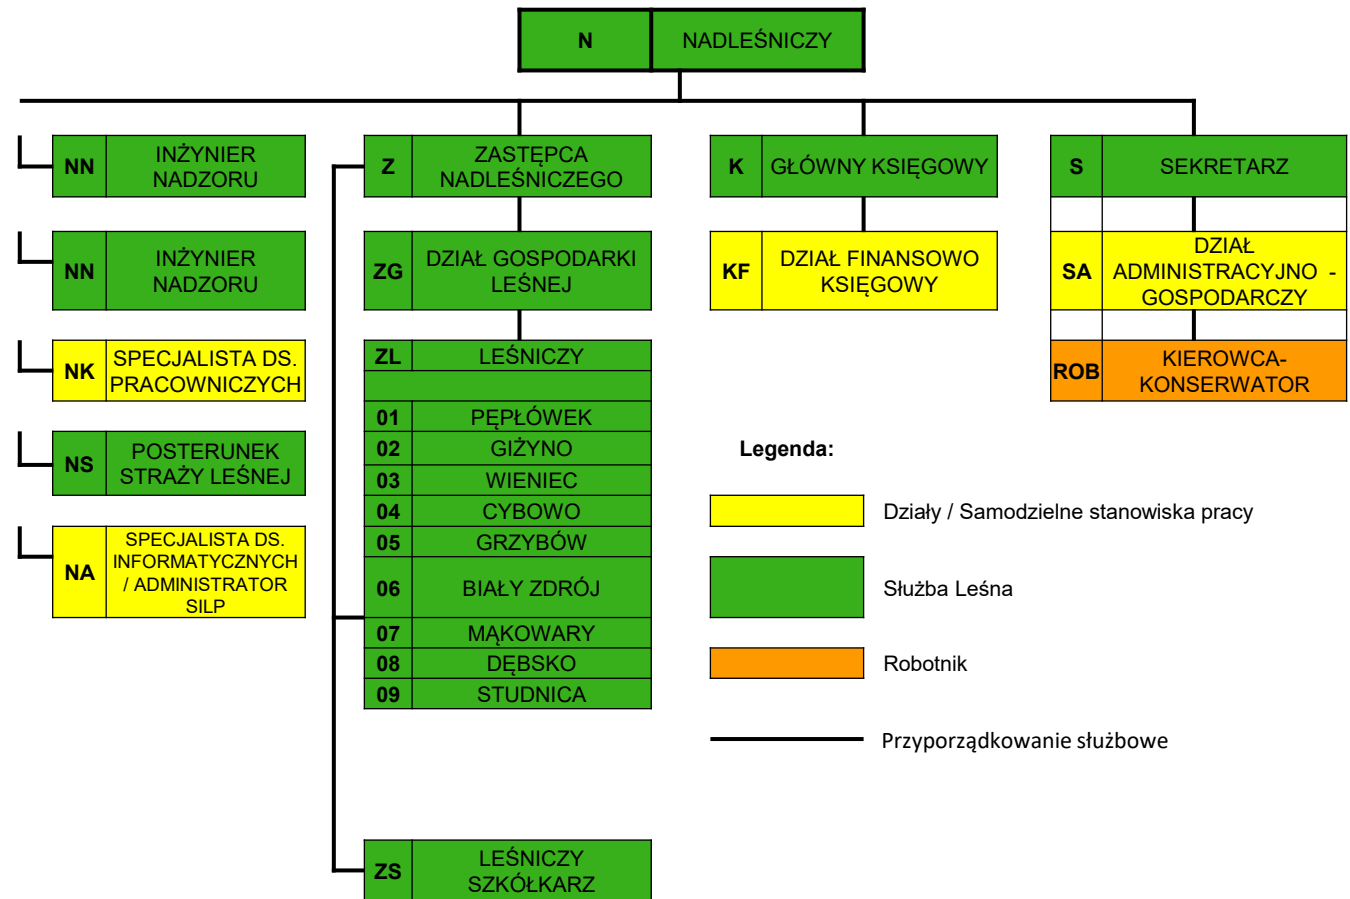 N NADLEŚNICZY
NN INŻYNIER
NADZORU
Z ZASTĘPCA
NADLEŚNICZEGO
K GŁÓWNY KSIĘGOWY
S SEKRETARZ
NN INŻYNIER
NADZORU
ZG DZIAŁ GOSPODARKI
LEŚNEJ
KF DZIAŁ FINANSOWO
KSIĘGOWY
SA DZIAŁ
ADMINISTRACYJNO -
GOSPODARCZY
NK SPECJALISTA DS.
PRACOWNICZYCH
ZL LEŚNICZY
ROB KIEROWCA-
KONSERWATOR
01 PĘPŁÓWEK
02 GIŻYNO
03 WIENIEC
04 CYBOWO
05 GRZYBÓW
06 BIAŁY ZDRÓJ
07 MĄKOWARY
08 DĘBSKO
09 STUDNICA
NS POSTERUNEK
STRAŻY LEŚNEJ
NA SPECJALISTA DS.
INFORMATYCZNYCH
/ ADMINISTRATOR
SILP
Legenda:
Działy / Samodzielne stanowiska pracy
Służba Leśna
Robotnik
Przyporządkowanie służbowe
ZS LEŚNICZY
SZKÓŁKARZ